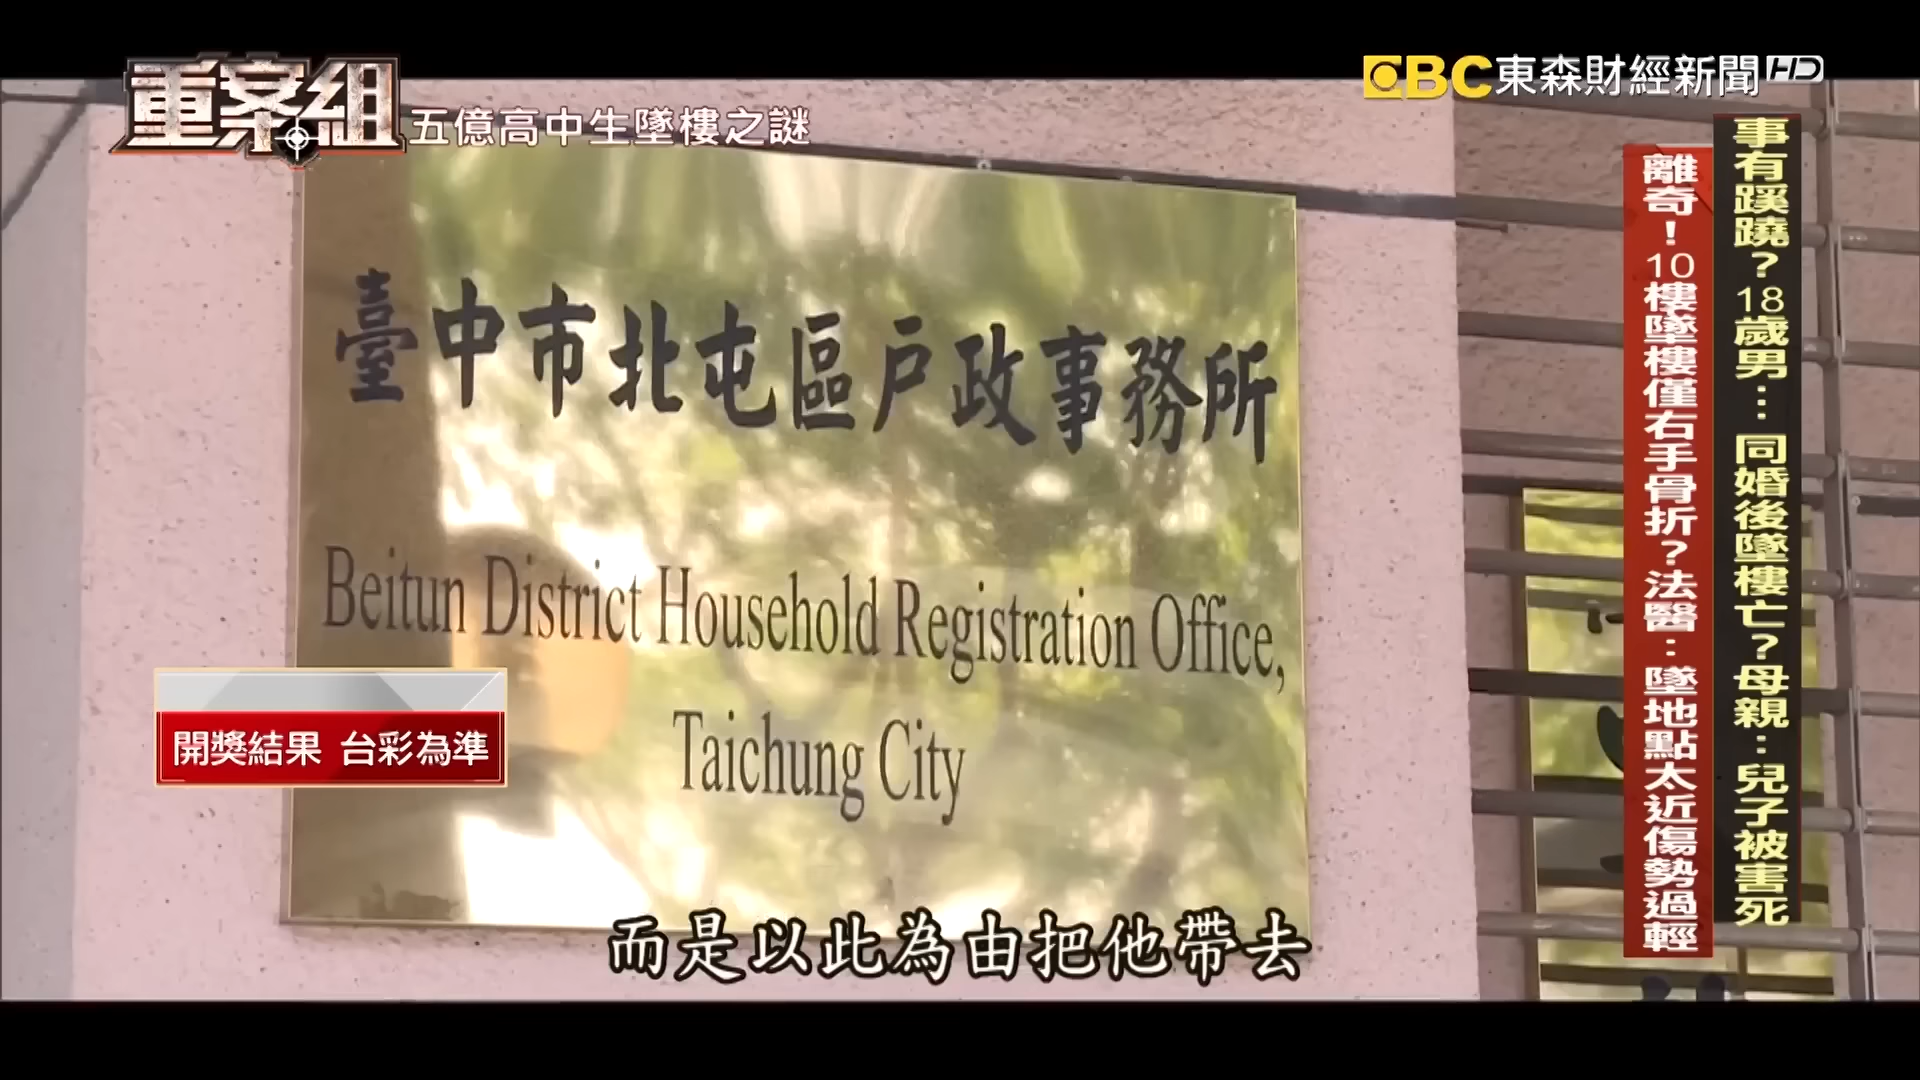 重案組
五億高中生墜樓之謎
EBC東森財經新聞HD
事有蹊蹺？18歲男… 同婚後墜樓亡？母親：兒子被害死
離奇！10樓墜樓僅右手骨折？法醫：墜地點太近傷勢過輕
臺中市北屯區戶政事務所
Beitun District Household Registration Office,
Taichung City
開獎結果 台彩為準
而是以此為由把他帶去